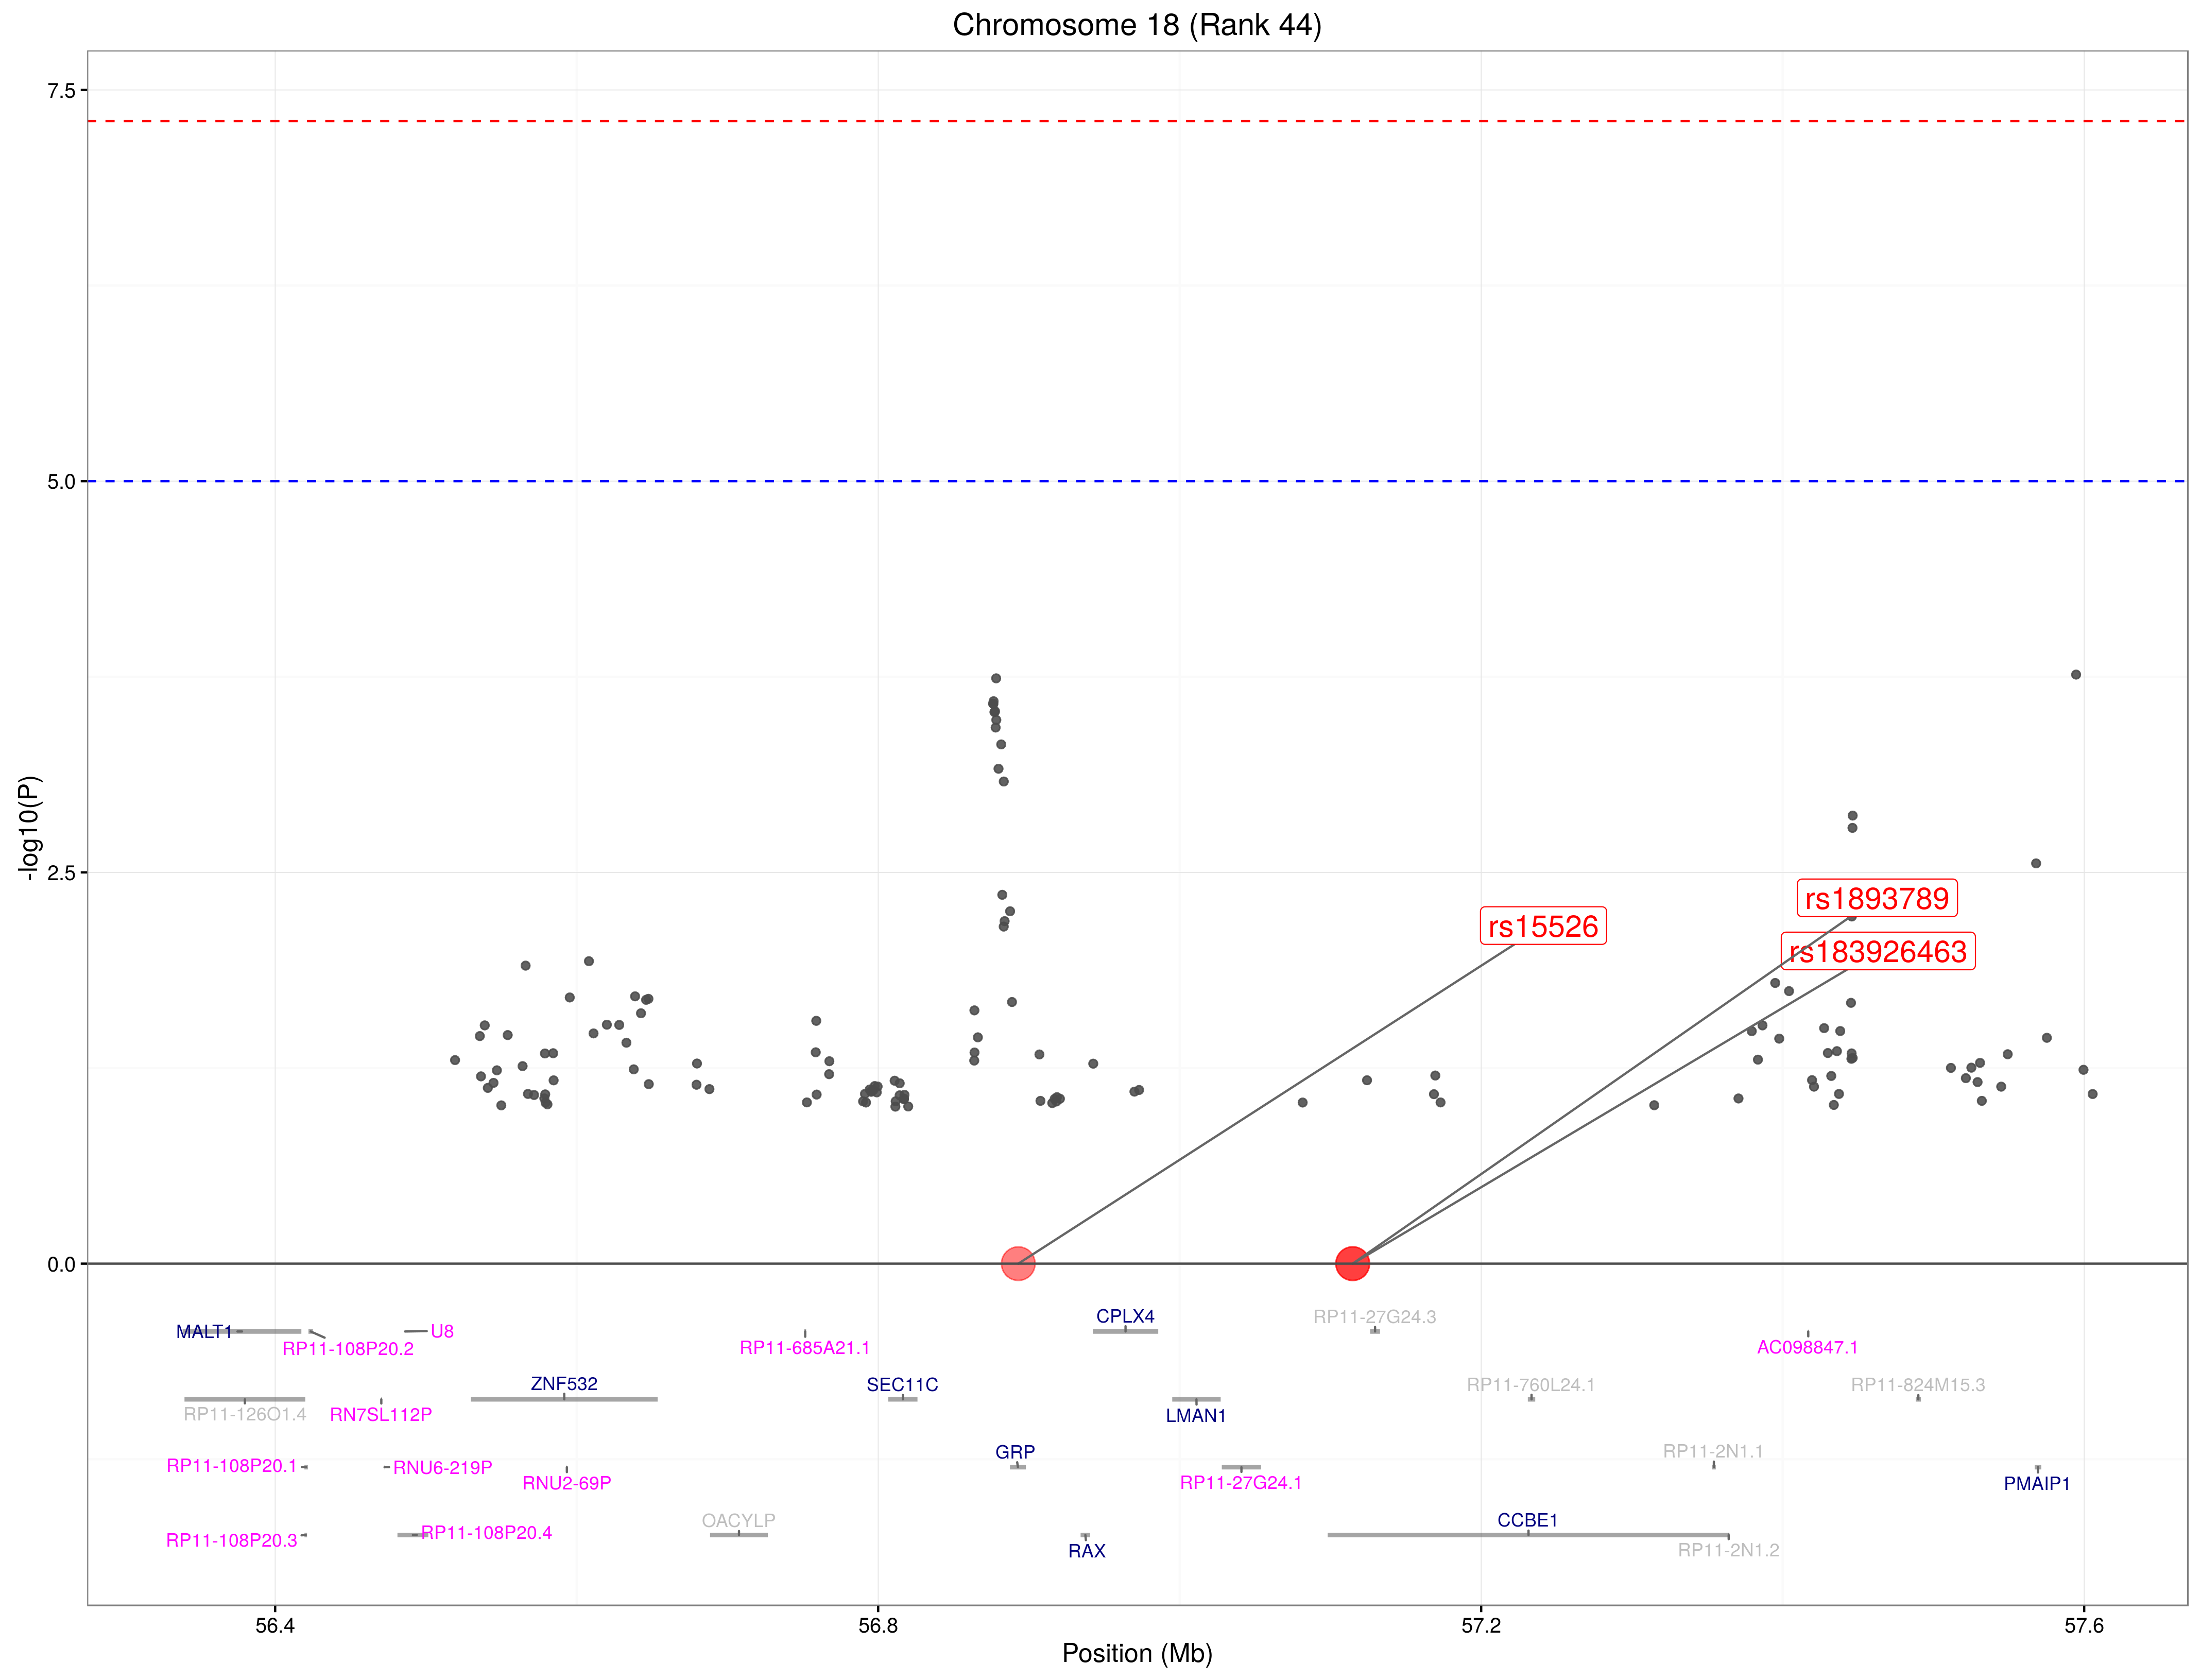 Chromosome 18 (Rank 44)
7.5
5.0
2.5
0.0
-log10(P)
rs1893789
rs15526
rs183926463
CPLX4
RP11-27G24.3
MALT1
U8
RP11-108P20.2
RP11-685A21.1
AC098847.1
ZNF532
SEC11C
RP11-760L24.1
RP11-824M15.3
RP11-126O1.4
RN7SL112P
LMAN1
GRP
RP11-2N1.1
RP11-108P20.1
RNU6-219P
RNU2-69P
RP11-27G24.1
PMAIP1
OACYLP
CCBE1
RP11-108P20.3
RP11-108P20.4
RAX
RP11-2N1.2
56.4
56.8
57.2
57.6
Position (Mb)